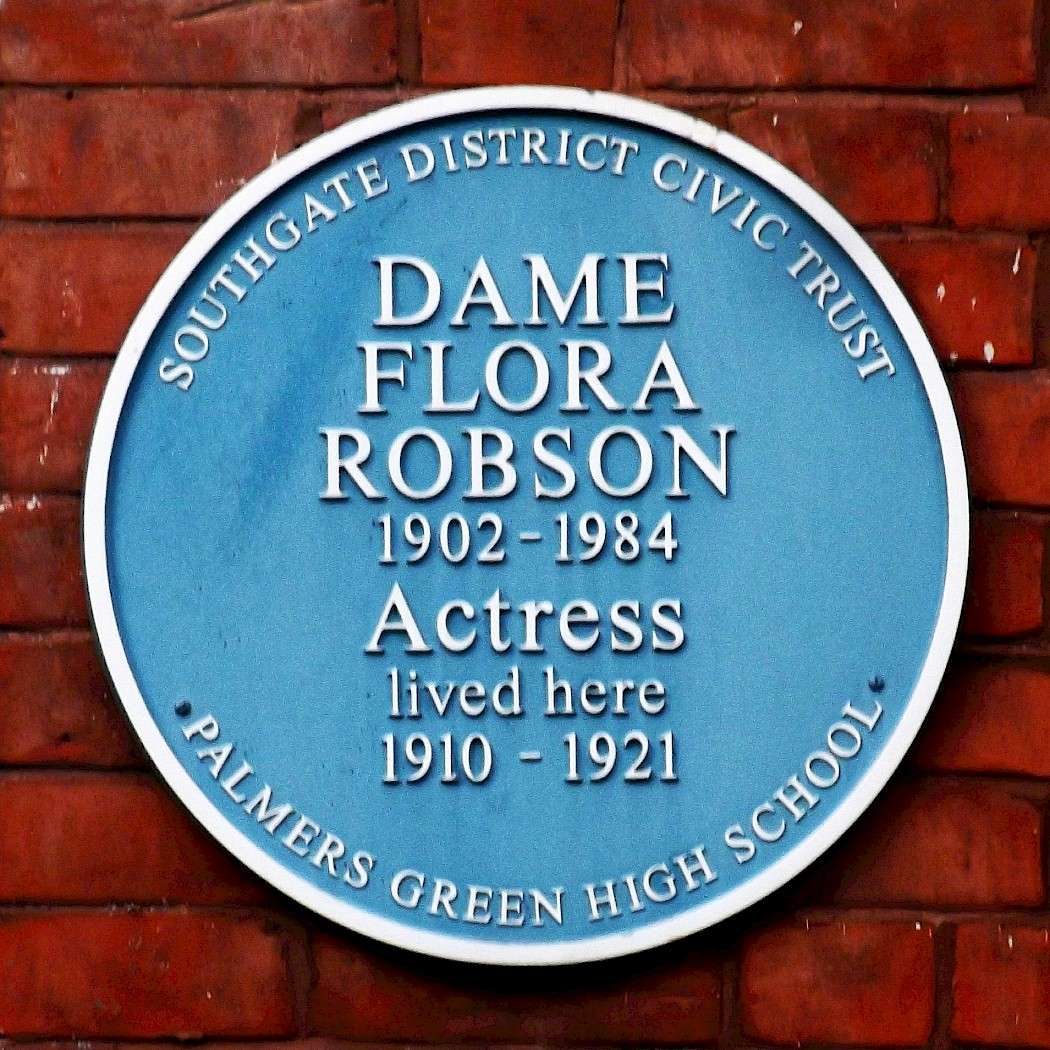 SOUTHGATE DISTRICT CIVIC TRUST
DAME
FLORA
ROBSON
1902 - 1984
Actress
lived here
1910 - 1921
PALMERS GREEN HIGH SCHOOL